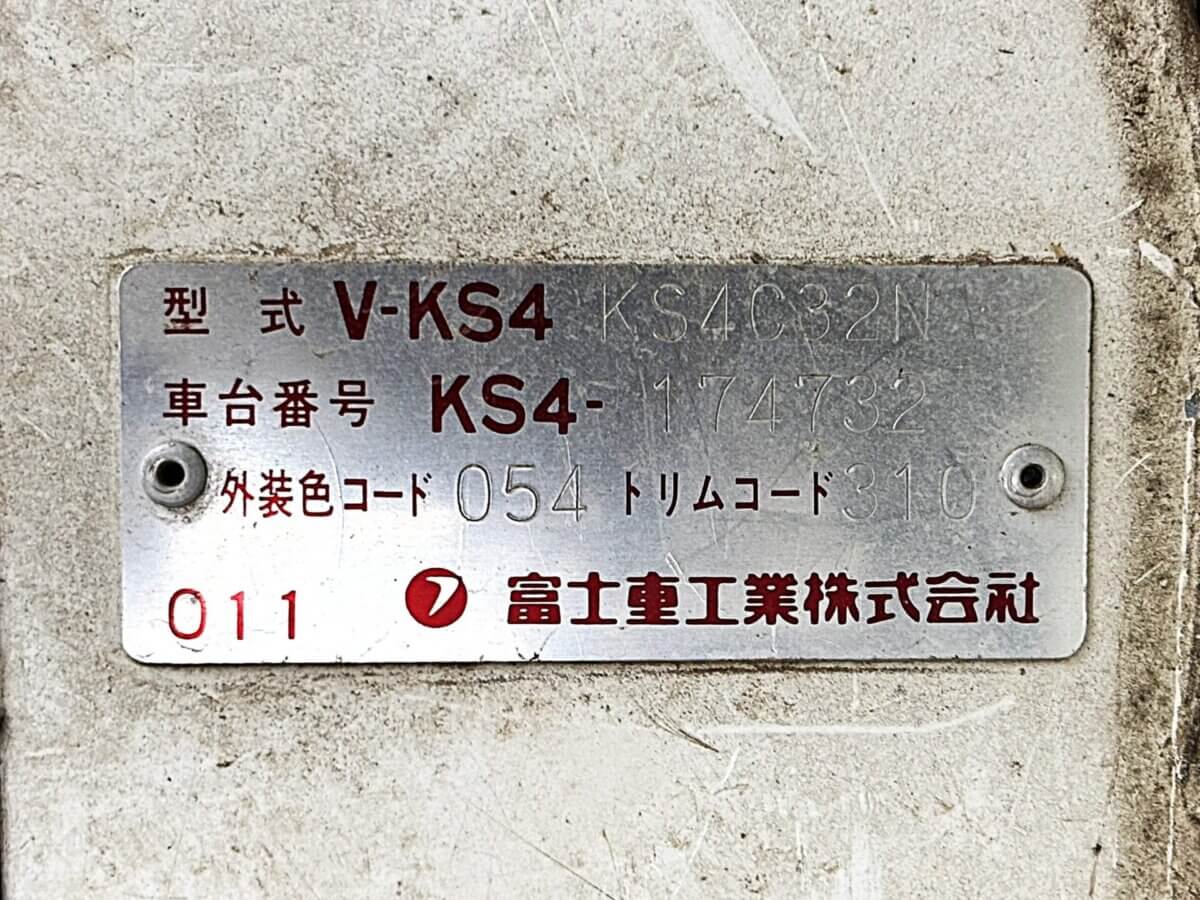 型式 V-KS4 KS4C32N
車台番号 KS4-174732
外装色コード 054 トリムコード 310
011 富士重工業株式会社